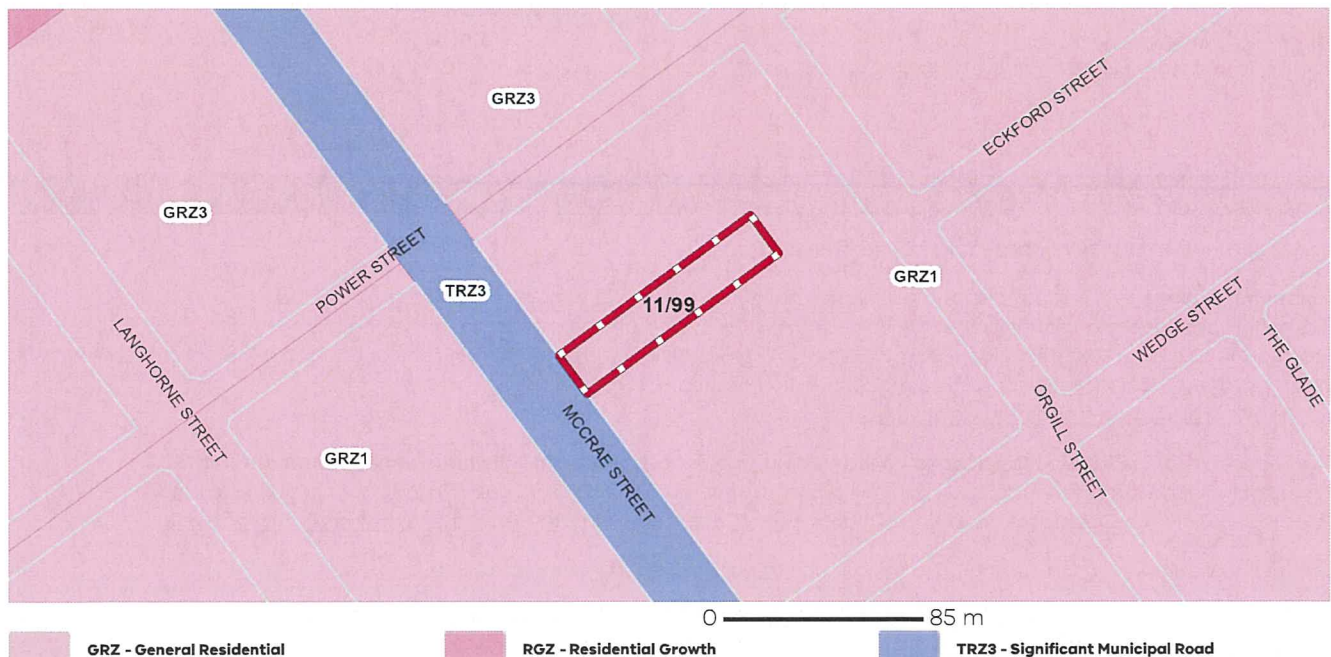 GRZ3
ECKFORD STREET
GRZ3
POWER STREET
TRZ3
11/99
GRZ1
WEDGE STREET
THE GLADE
LANGHORNE STREET
GRZ1
MCCRAE STREET
ORGILL STREET
0 85 m
GRZ - General Residential
RGZ - Residential Growth
TRZ3 - Significant Municipal Road